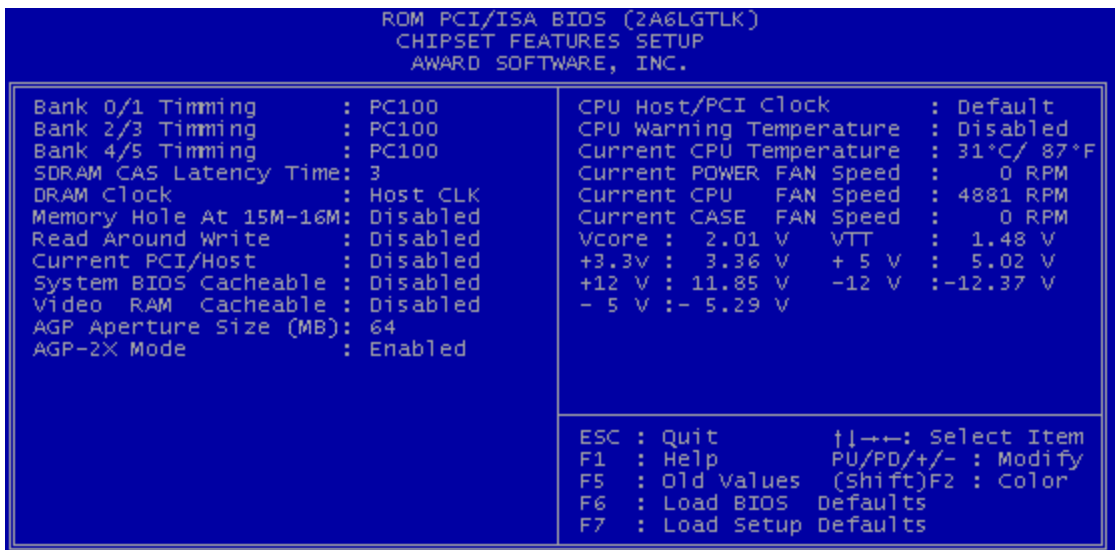 ROM PCI/ISA BIOS (2A6LGTLK)
CHIPSET FEATURES SETUP
AWARD SOFTWARE, INC.
Bank 0/1 Timming : PC100
Bank 2/3 Timming : PC100
Bank 4/5 Timming : PC100
SDRAM CAS Latency Time: 3
DRAM Clock : Host CLK
Memory Hole At 15M-16M: Disabled
Read Around Write : Disabled
Current PCI/Host : Disabled
System BIOS Cacheable : Disabled
Video RAM Cacheable : Disabled
AGP Aperture Size (MB): 64
AGP-2X Mode : Enabled
CPU Host/PCI Clock : Default
CPU Warning Temperature : Disabled
Current CPU Temperature : 31°C/ 87°F
Current POWER FAN Speed : 0 RPM
Current CPU FAN Speed : 4881 RPM
Current CASE FAN Speed : 0 RPM
Vcore : 2.01 V VTT : 1.48 V
+3.3v : 3.36 V + 5 V : 5.02 V
+12 V : 11.85 V -12 V :-12.37 V
- 5 V :- 5.29 V
ESC : Quit ↑↓→←: Select Item
F1 : Help PU/PD/+/- : Modify
F5 : Old Values (Shift)F2 : Color
F6 : Load BIOS Defaults
F7 : Load Setup Defaults